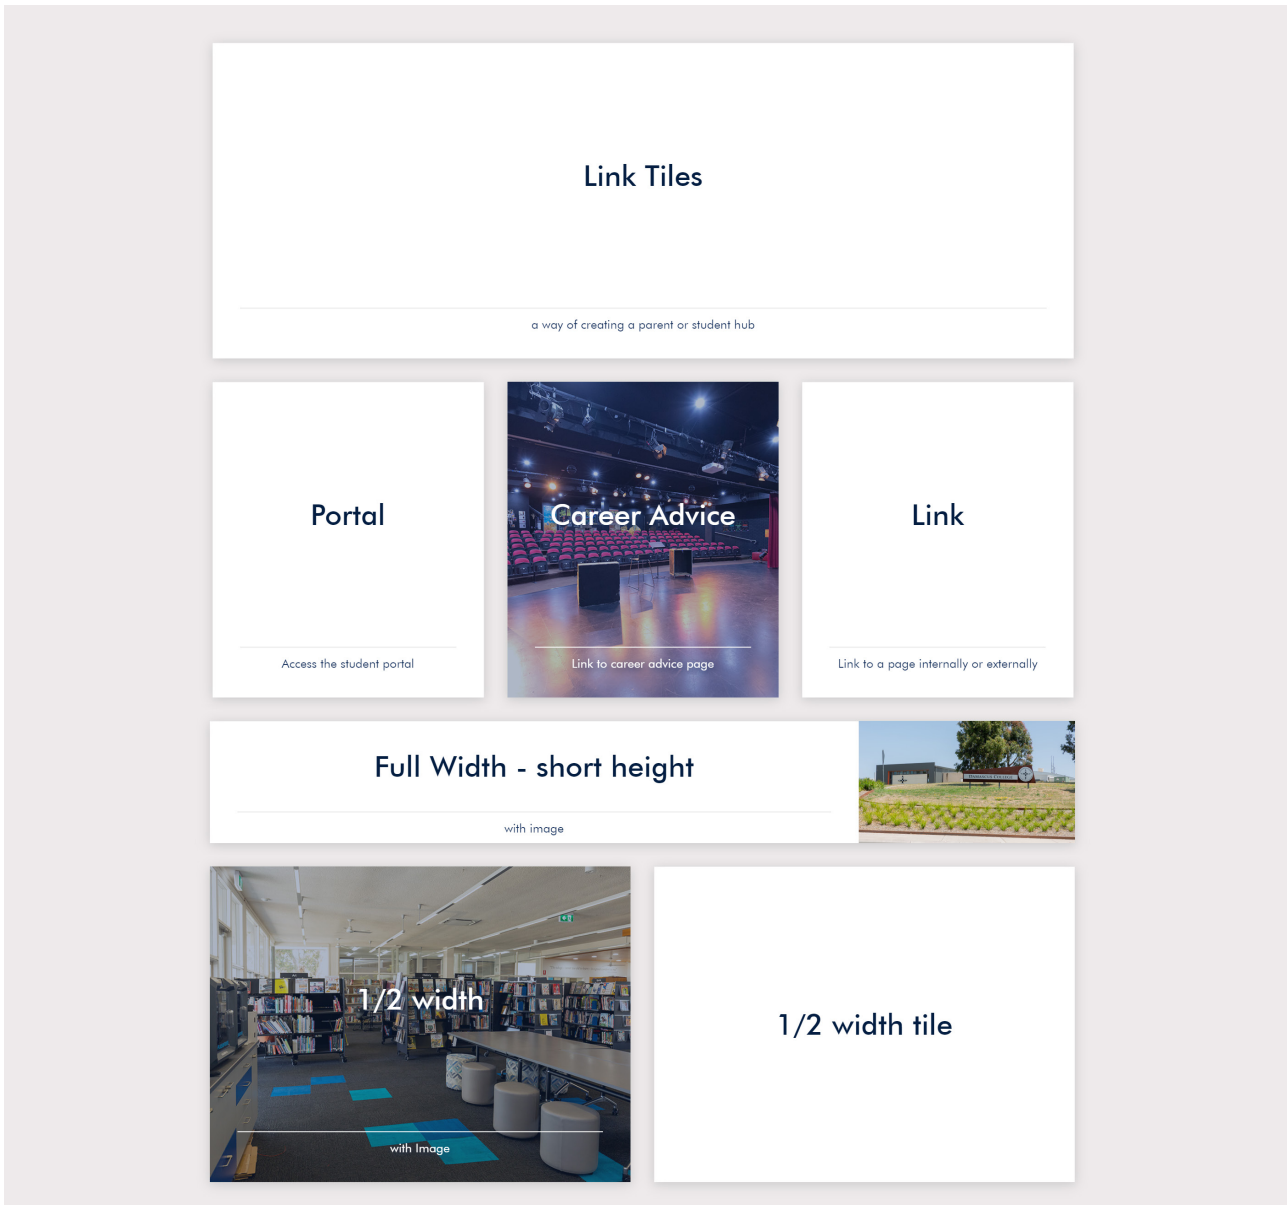 Link Tiles
a way of creating a parent or student hub
Portal
Access the student portal
Career Advice
Link to career advice page
Link
Link to a page internally or externally
Full Width - short height
with image
DAMASCUS COLLEGE
1/2 width
with Image
1/2 width tile